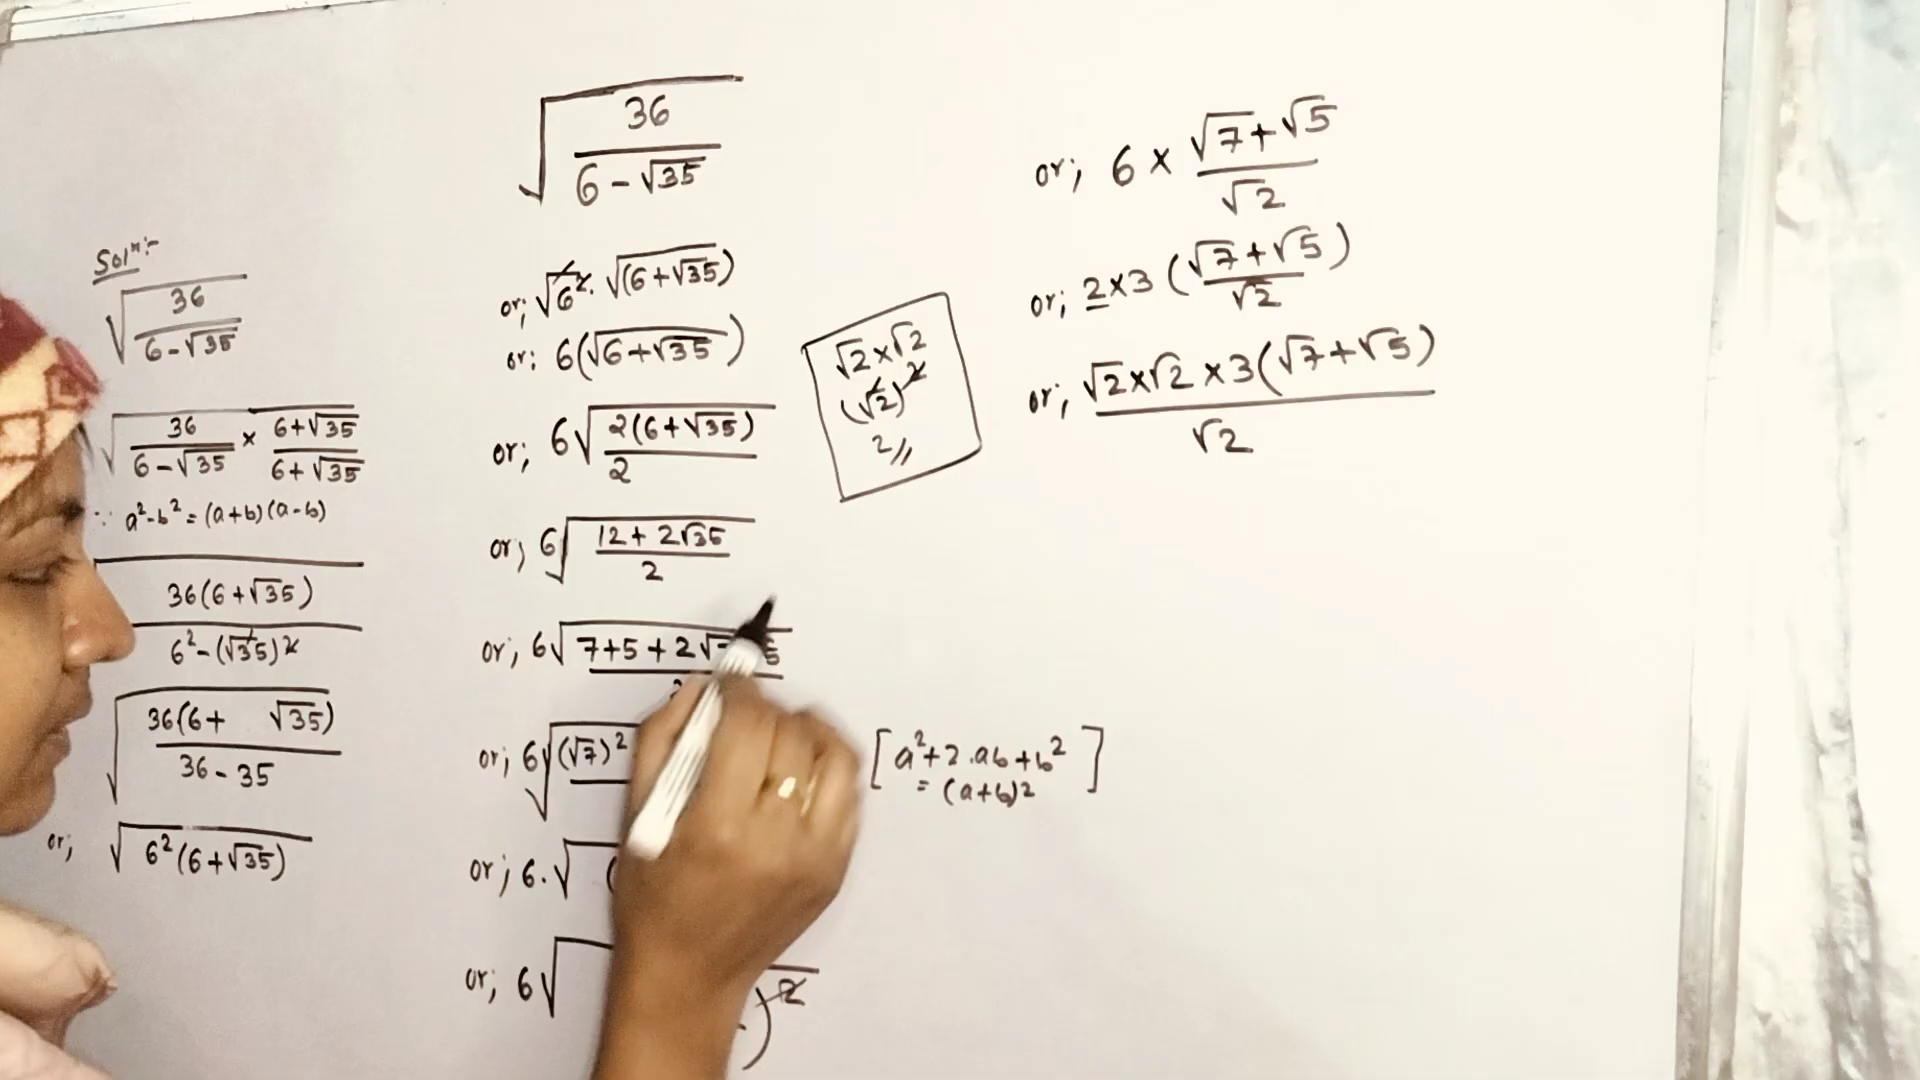 √(36/(6-√35))
Solⁿ:-
√(36/(6-√35))
√(36/(6-√35) × (6+√35)/(6+√35))
∵ a²-b² = (a+b)(a-b)
36(6+√35)/(6²-(√35)²)
√(36(6+ √35)/(36-35))
or; √(6²(6+√35))
or; √6². √(6+√35)
or; 6(√(6+√35))
or; 6√(2(6+√35)/2)
or; 6√((12+2√35)/2)
or; 6√(7+5+2√ 5
or; 6√(√7)²
or; 6.√(
or; 6√ )²
[a²+2.ab+b²
= (a+b)²]
√2×√2
(√2)²
2//
or; 6 × (√7+√5)/√2
or; 2×3 ((√7+√5)/√2)
or; √2×√2 ×3(√7+√5)/√2